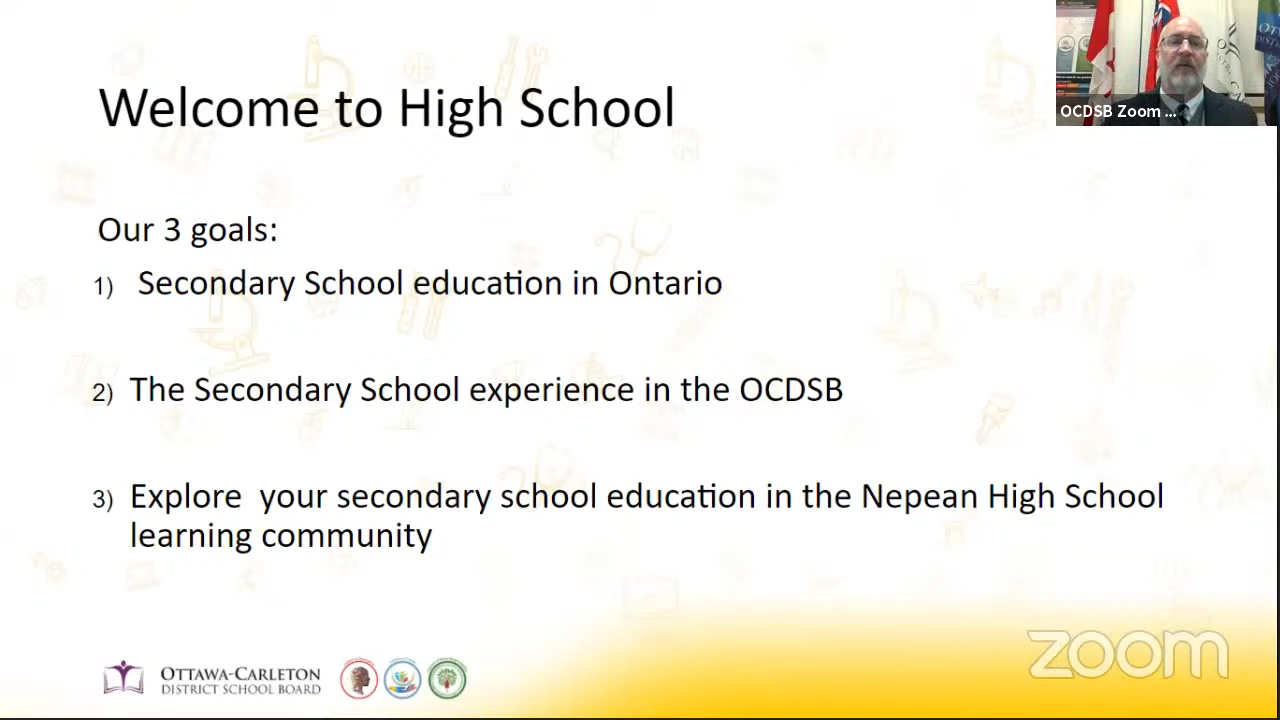 Welcome to High School
OCDSB Zoom ...
Our 3 goals:
1) Secondary School education in Ontario
2) The Secondary School experience in the OCDSB
3) Explore your secondary school education in the Nepean High School
learning community
OTTAWA-CARLETON
DISTRICT SCHOOL BOARD
zoom